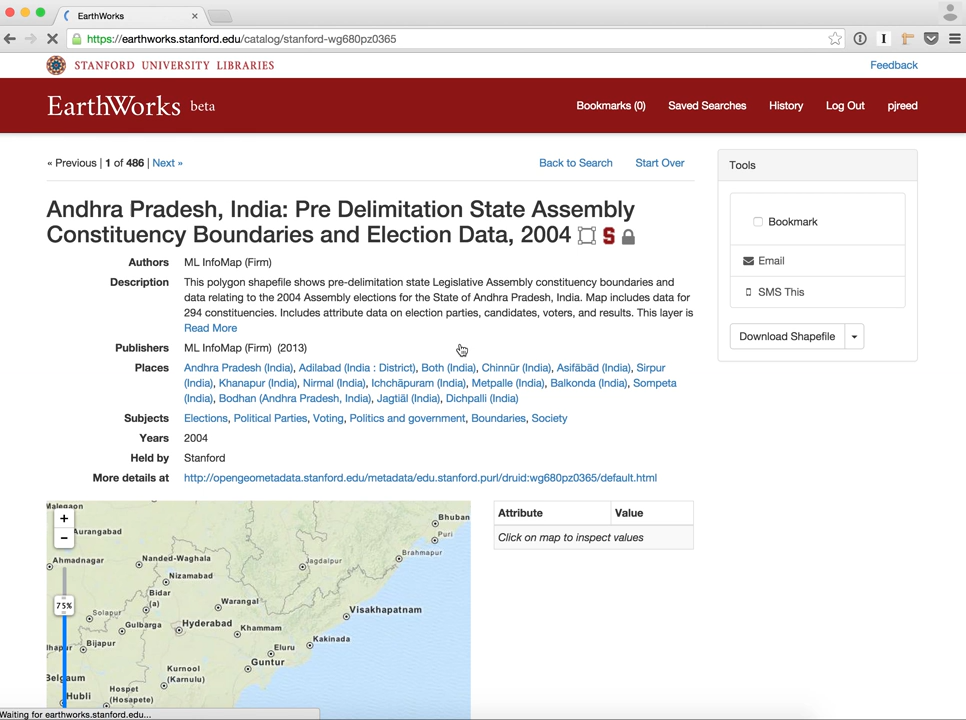 EarthWorks
https://earthworks.stanford.edu/catalog/stanford-wg680pz0365
STANFORD UNIVERSITY LIBRARIES
Feedback
EarthWorks beta
Bookmarks (0) Saved Searches History Log Out pjreed
« Previous | 1 of 486 | Next »
Back to Search Start Over
Andhra Pradesh, India: Pre Delimitation State Assembly
Constituency Boundaries and Election Data, 2004
Authors ML InfoMap (Firm)
Description This polygon shapefile shows pre-delimitation state Legislative Assembly constituency boundaries and
data relating to the 2004 Assembly elections for the State of Andhra Pradesh, India. Map includes data for
294 constituencies. Includes attribute data on election parties, candidates, voters, and results. This layer is
Read More
Publishers ML InfoMap (Firm) (2013)
Places Andhra Pradesh (India), Adilabad (India : District), Both (India), Chinnūr (India), Asifābād (India), Sirpur
(India), Khanapur (India), Nirmal (India), Ichchāpuram (India), Metpalle (India), Balkonda (India), Sompeta
(India), Bodhan (Andhra Pradesh, India), Jagtiāl (India), Dichpalli (India)
Subjects Elections, Political Parties, Voting, Politics and government, Boundaries, Society
Years 2004
Held by Stanford
More details at http://opengeometadata.stanford.edu/metadata/edu.stanford.purl/druid:wg680pz0365/default.html
Tools
Bookmark
Email
SMS This
Download Shapefile
Attribute Value
Click on map to inspect values
+
−
75%
Malegaon
Aurangabad
Ahmadnagar
Nanded-Waghala
Nizamabad
Bidar
(a)
Solapur
Gulbarga
Bijapur
Hyderabad
Warangal
Khammam
Jagdalpur
Bhuban
Puri
Brahmapur
Visakhapatnam
Kakinada
Eluru
Guntur
Kurnool
(Karnulu)
Belgaum
Hubli
Hospet
(Hosapete)
Waiting for earthworks.stanford.edu...